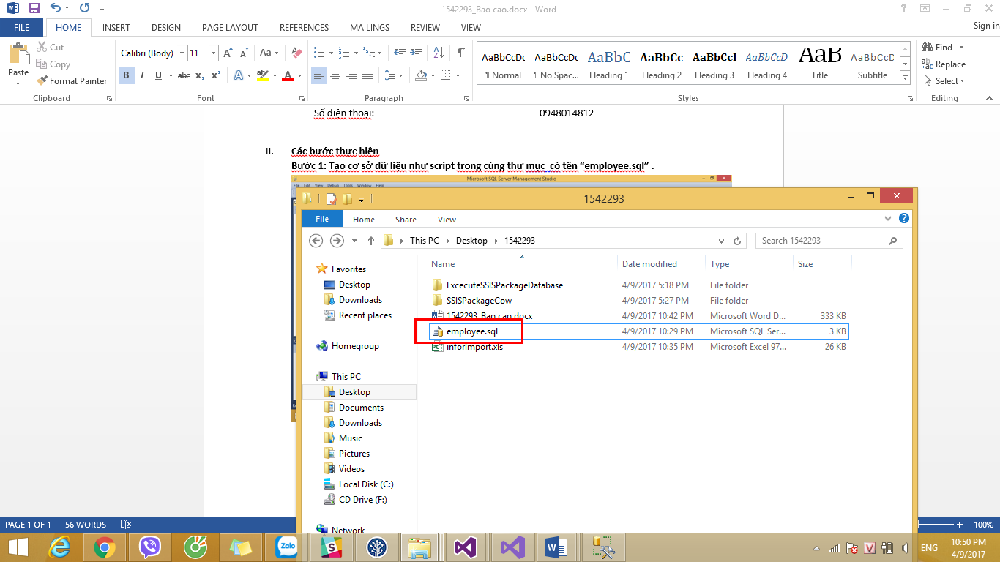 1542293_Bao cao.docx - Word
FILE HOME INSERT DESIGN PAGE LAYOUT REFERENCES MAILINGS REVIEW VIEW Sign in
Paste
Cut
Copy
Format Painter
Clipboard
Calibri (Body) 11
Font
Paragraph
AaBbCcDc AaBbCcDc AaBbC AaBbCc AaBbCcI AaBbCcD AaB AaBbCcD
¶ Normal ¶ No Spac... Heading 1 Heading 2 Heading 3 Heading 4 Title Subtitle
Styles
Find
Replace
Select
Editing
Số điện thoại: 0948014812
II. Các bước thực hiện
Bước 1: Tạo cơ sở dữ liệu như script trong cùng thư mục có tên “employee.sql” .
Microsoft SQL Server Management Studio
File Edit View Debug Tools Window Help
1542293
File Home Share View
This PC Desktop 1542293
Search 1542293
Favorites
Desktop
Downloads
Recent places
Homegroup
This PC
Desktop
Documents
Downloads
Music
Pictures
Videos
Local Disk (C:)
CD Drive (F:)
Network
Name Date modified Type Size
ExcecuteSSISPackageDatabase 4/9/2017 5:18 PM File folder
SSISPackageCow 4/9/2017 5:27 PM File folder
1542293_Bao cao.docx 4/9/2017 10:42 PM Microsoft Word D... 333 KB
employee.sql 4/9/2017 10:29 PM Microsoft SQL Ser... 3 KB
inforImport.xls 4/9/2017 10:35 PM Microsoft Excel 97... 26 KB
PAGE 1 OF 1 56 WORDS 100%
Zalo
ENG
10:50 PM
4/9/2017